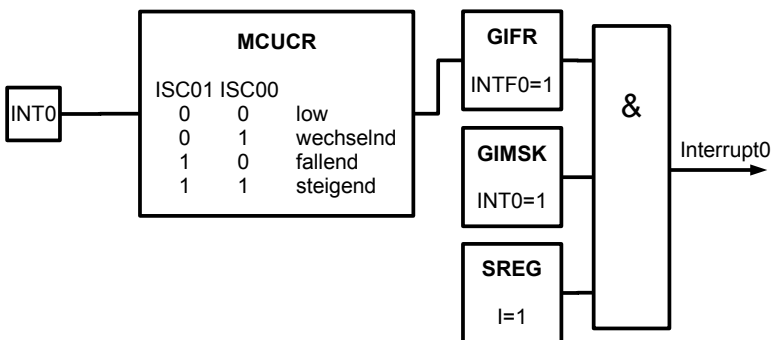 INT0
MCUCR
ISC01 ISC00
0 0 low
0 1 wechselnd
1 0 fallend
1 1 steigend
GIFR
INTF0=1
GIMSK
INT0=1
SREG
I=1
&
Interrupt0